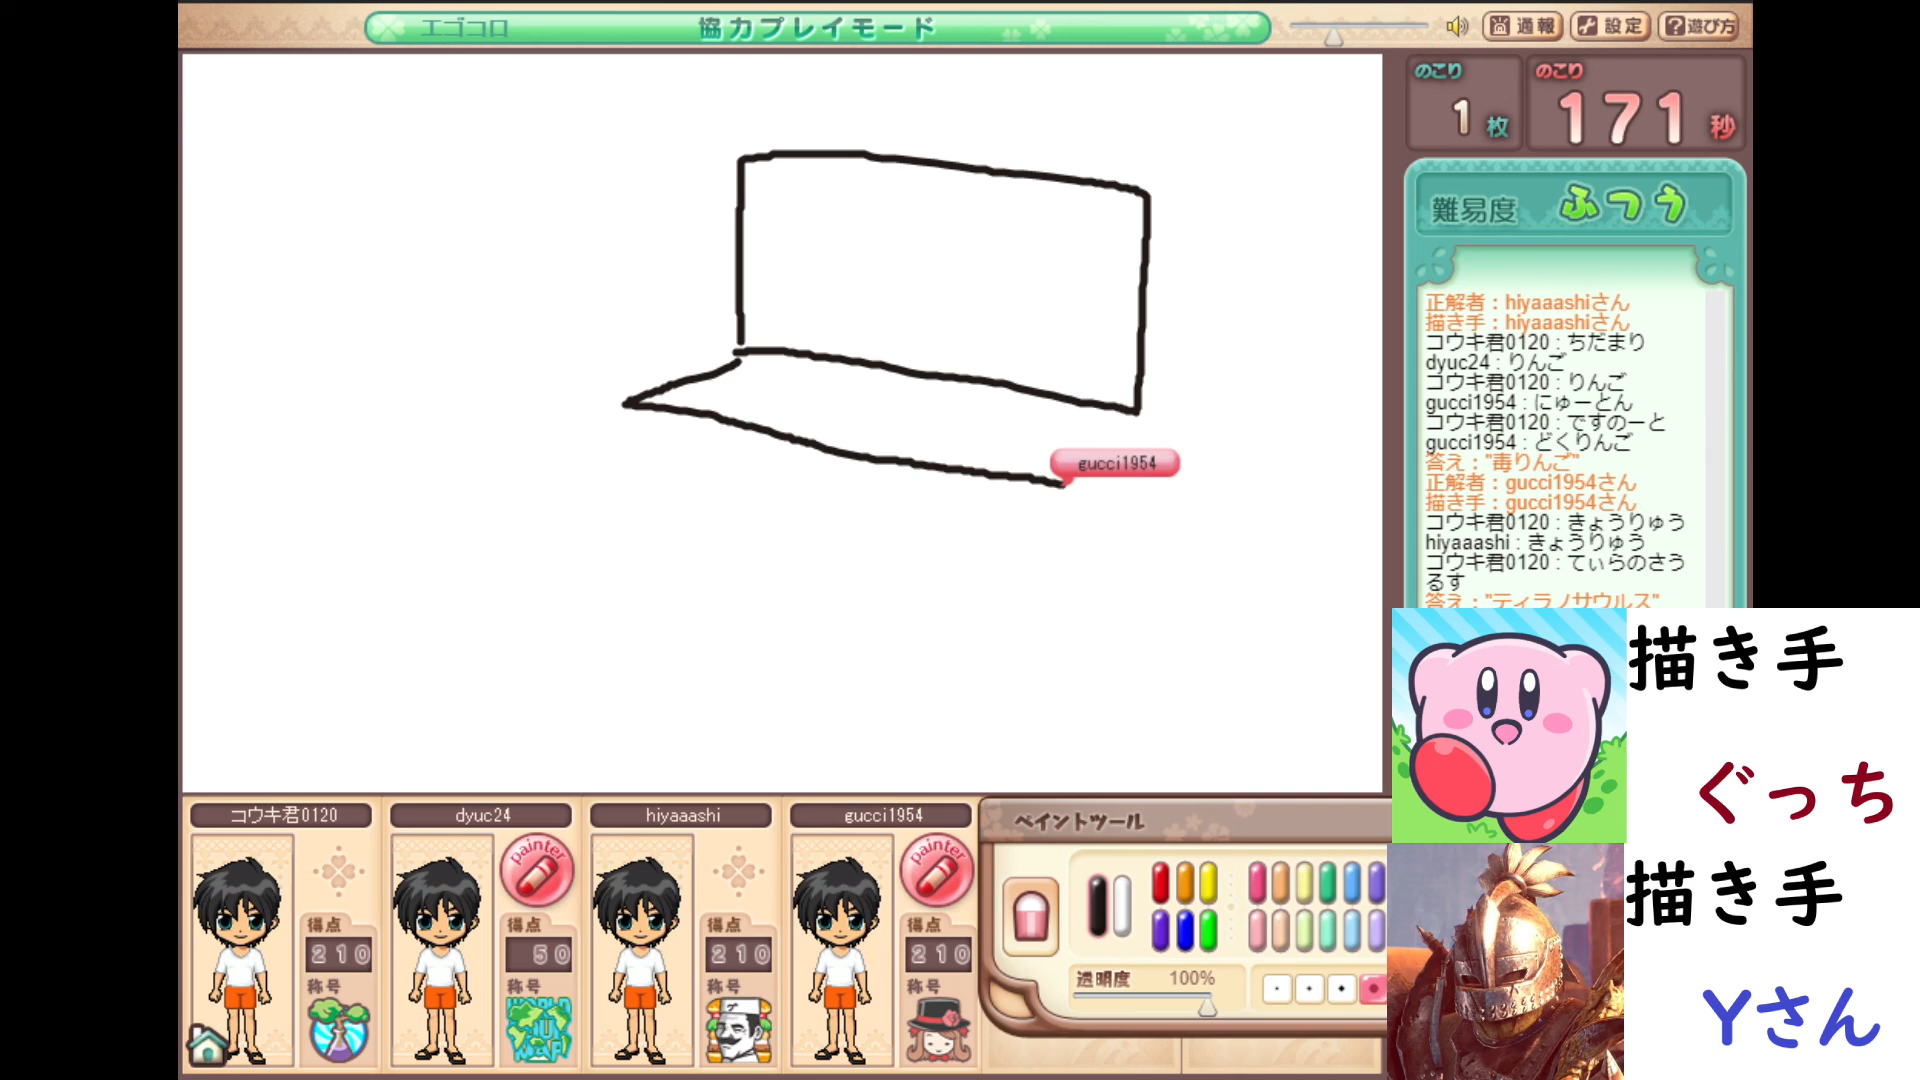 エゴコロ
協力プレイモード
通報
設定
遊び方
のこり
1枚
のこり
171秒
難易度 ふつう
正解者：hiyaaashiさん
描き手：hiyaaashiさん
コウキ君0120：ちだまり
dyuc24：りんご
コウキ君0120：りんご
gucci1954：にゅーとん
コウキ君0120：ですのーと
gucci1954：どくりんご
答え："毒りんご"
正解者：gucci1954さん
描き手：gucci1954さん
コウキ君0120：きょうりゅう
hiyaaashi：きょうりゅう
コウキ君0120：てぃらのさう
るす
答え："ティラノサウルス"
gucci1954
描き手
ぐっち
描き手
Yさん
コウキ君0120
得点
210
称号
dyuc24
painter
得点
50
称号
hiyaaashi
得点
210
称号
gucci1954
painter
得点
210
称号
ペイントツール
透明度 100%